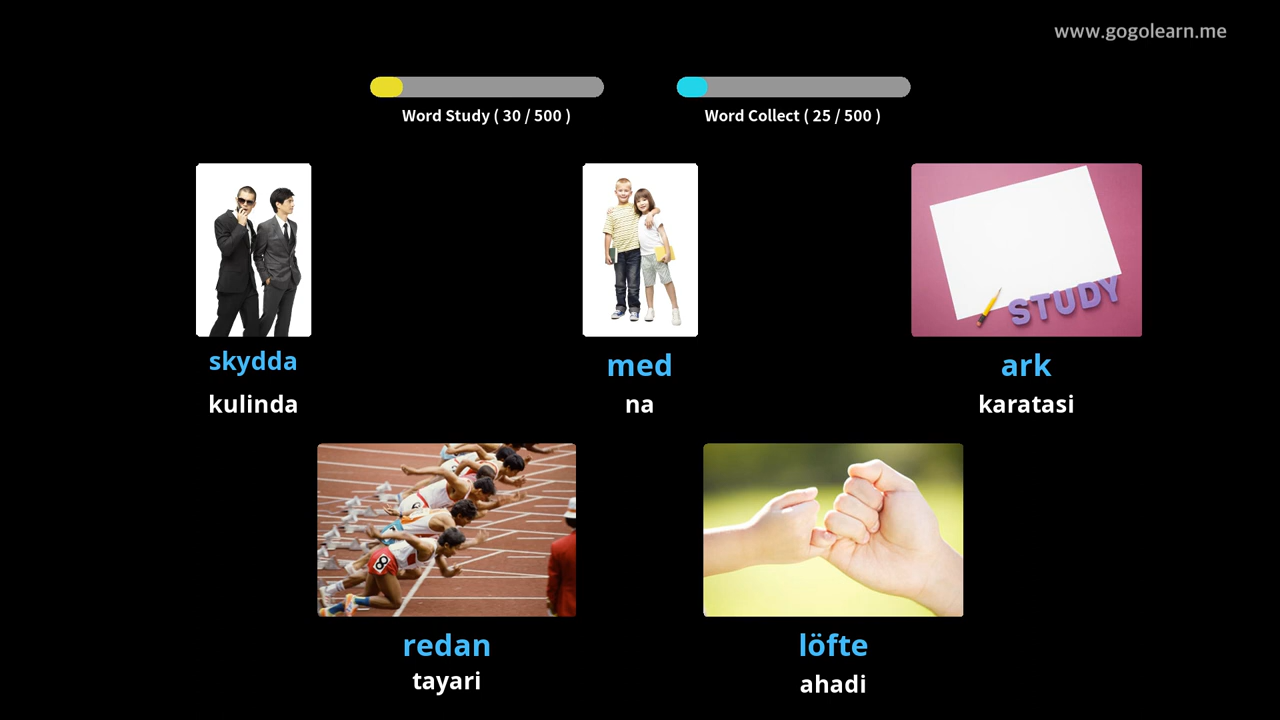 www.gogolearn.me
Word Study ( 30 / 500 )
Word Collect ( 25 / 500 )
STUDY
skydda
kulinda
med
na
ark
karatasi
8
redan
tayari
löfte
ahadi